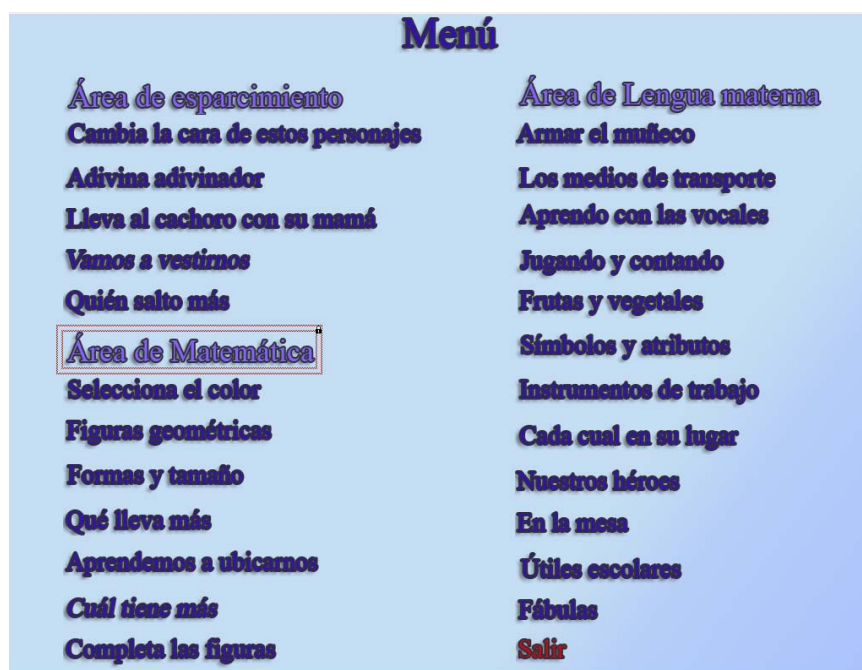 Menú
Área de esparcimiento
Cambia la cara de estos personajes
Adivina adivinador
Lleva al cachoro con su mamá
Vamos a vestirnos
Quién salto más
Área de Matemática
Selecciona el color
Figuras geométricas
Formas y tamaño
Qué lleva más
Aprendemos a ubicarnos
Cuál tiene más
Completa las figuras
Área de Lengua materna
Armar el muñeco
Los medios de transporte
Aprendo con las vocales
Jugando y contando
Frutas y vegetales
Símbolos y atributos
Instrumentos de trabajo
Cada cual en su lugar
Nuestros héroes
En la mesa
Útiles escolares
Fábulas
Salir